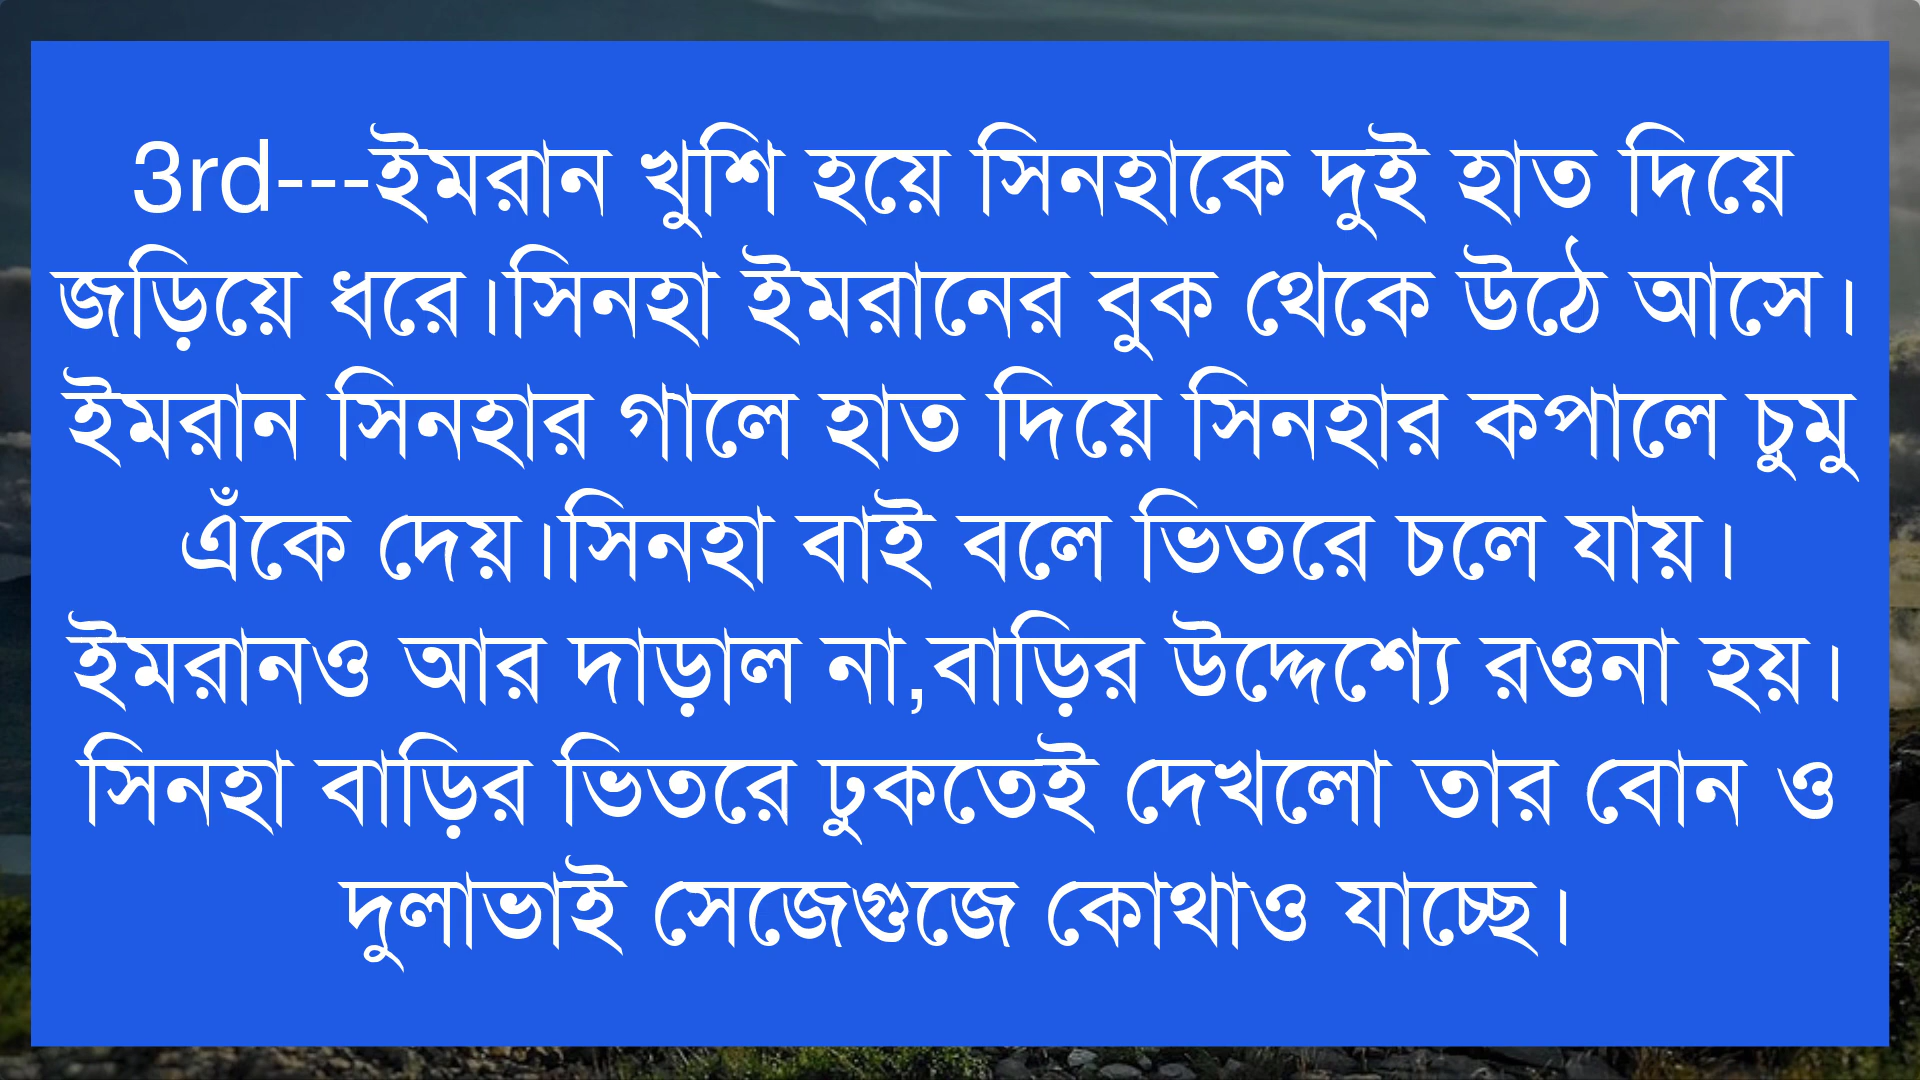 3rd---ইমরান খুশি হয়ে সিনহাকে দুই হাত দিয়ে
জড়িয়ে ধরে।সিনহা ইমরানের বুক থেকে উঠে আসে।
ইমরান সিনহার গালে হাত দিয়ে সিনহার কপালে চুমু
এঁকে দেয়।সিনহা বাই বলে ভিতরে চলে যায়।
ইমরানও আর দাড়াল না,বাড়ির উদ্দেশ্যে রওনা হয়।
সিনহা বাড়ির ভিতরে ঢুকতেই দেখলো তার বোন ও
দুলাভাই সেজেগুজে কোথাও যাচ্ছে।